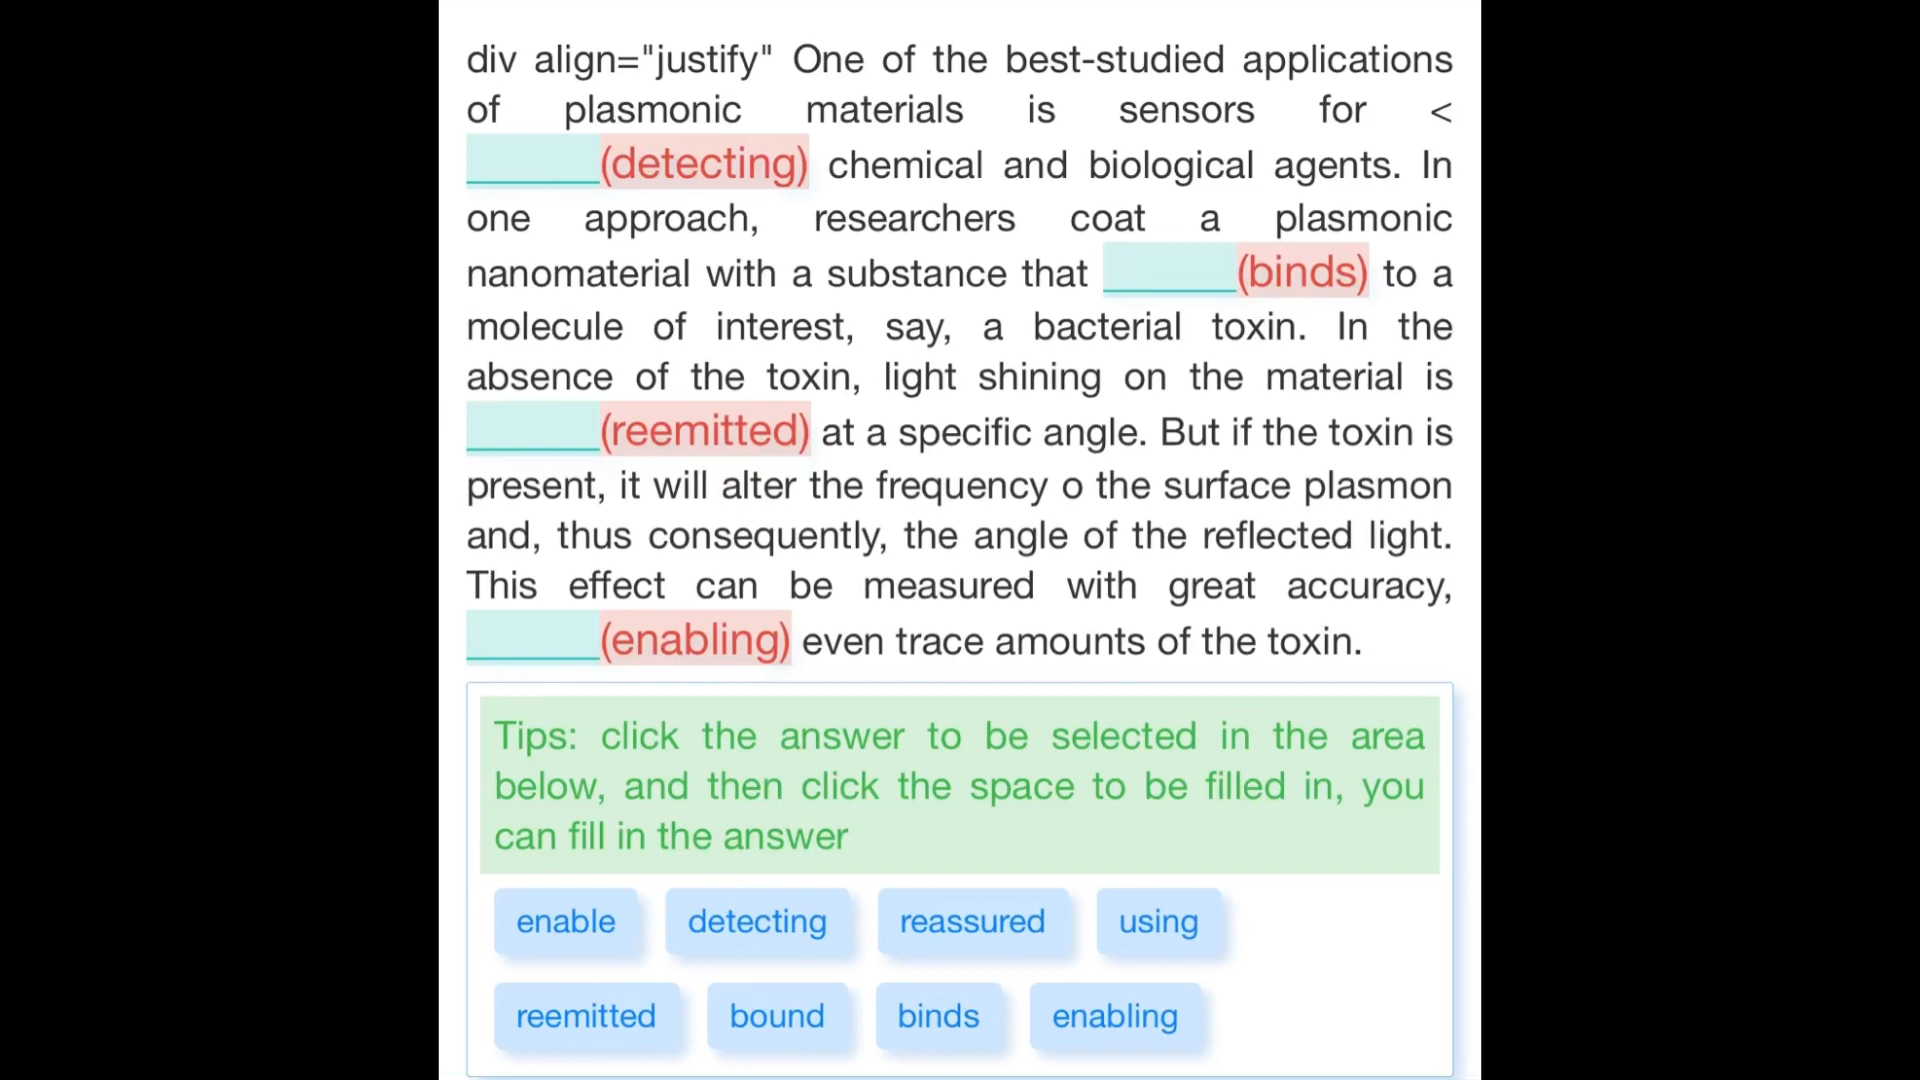 div align="justify" One of the best-studied applications
of plasmonic materials is sensors for <
______(detecting) chemical and biological agents. In
one approach, researchers coat a plasmonic
nanomaterial with a substance that ______(binds) to a
molecule of interest, say, a bacterial toxin. In the
absence of the toxin, light shining on the material is
______(reemitted) at a specific angle. But if the toxin is
present, it will alter the frequency o the surface plasmon
and, thus consequently, the angle of the reflected light.
This effect can be measured with great accuracy,
______(enabling) even trace amounts of the toxin.
Tips: click the answer to be selected in the area
below, and then click the space to be filled in, you
can fill in the answer
enable detecting reassured using
reemitted bound binds enabling